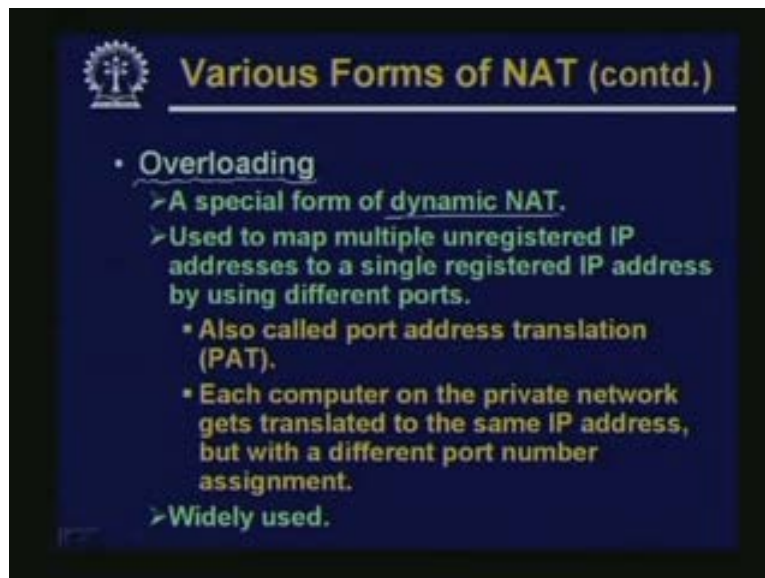 Various Forms of NAT (contd.)
• Overloading
➢A special form of dynamic NAT.
➢Used to map multiple unregistered IP
addresses to a single registered IP address
by using different ports.
▪ Also called port address translation
(PAT).
▪ Each computer on the private network
gets translated to the same IP address,
but with a different port number
assignment.
➢Widely used.